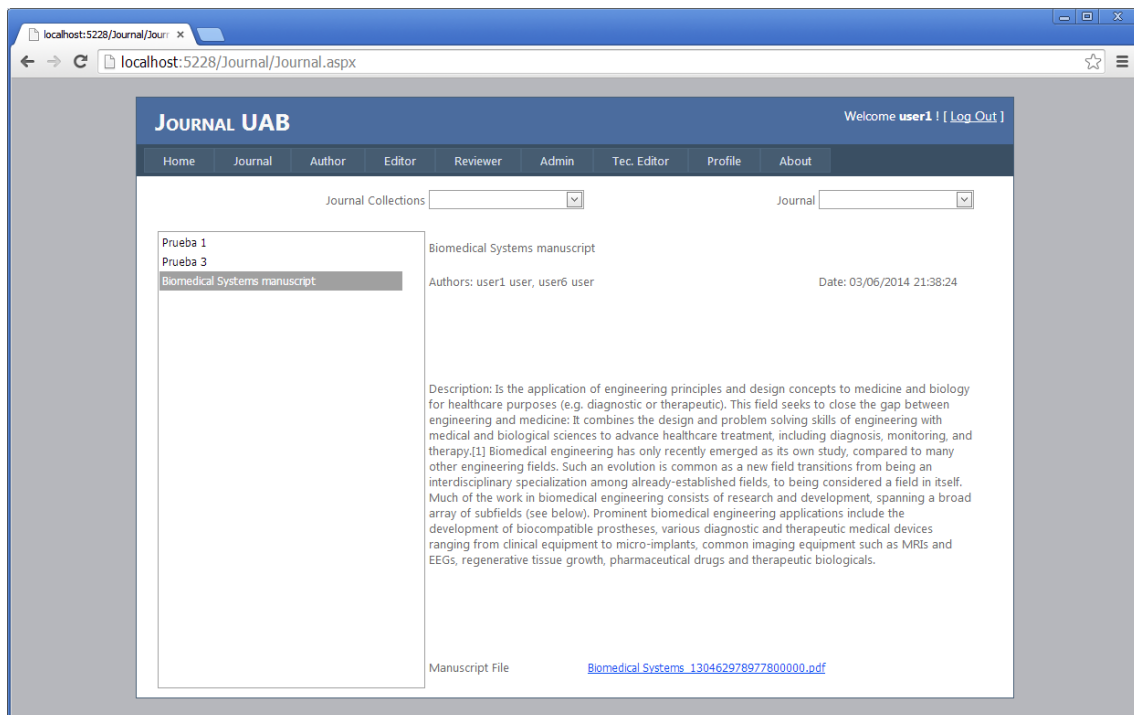 localhost:5228/Journal/Jour
localhost:5228/Journal/Journal.aspx
JOURNAL UAB
Welcome user1 ! [ Log Out ]
Home Journal Author Editor Reviewer Admin Tec. Editor Profile About
Journal Collections Journal
Prueba 1
Prueba 3
Biomedical Systems manuscript
Biomedical Systems manuscript
Authors: user1 user, user6 user Date: 03/06/2014 21:38:24
Description: Is the application of engineering principles and design concepts to medicine and biology
for healthcare purposes (e.g. diagnostic or therapeutic). This field seeks to close the gap between
engineering and medicine: It combines the design and problem solving skills of engineering with
medical and biological sciences to advance healthcare treatment, including diagnosis, monitoring, and
therapy.[1] Biomedical engineering has only recently emerged as its own study, compared to many
other engineering fields. Such an evolution is common as a new field transitions from being an
interdisciplinary specialization among already-established fields, to being considered a field in itself.
Much of the work in biomedical engineering consists of research and development, spanning a broad
array of subfields (see below). Prominent biomedical engineering applications include the
development of biocompatible prostheses, various diagnostic and therapeutic medical devices
ranging from clinical equipment to micro-implants, common imaging equipment such as MRIs and
EEGs, regenerative tissue growth, pharmaceutical drugs and therapeutic biologicals.
Manuscript File Biomedical Systems_130462978977800000.pdf